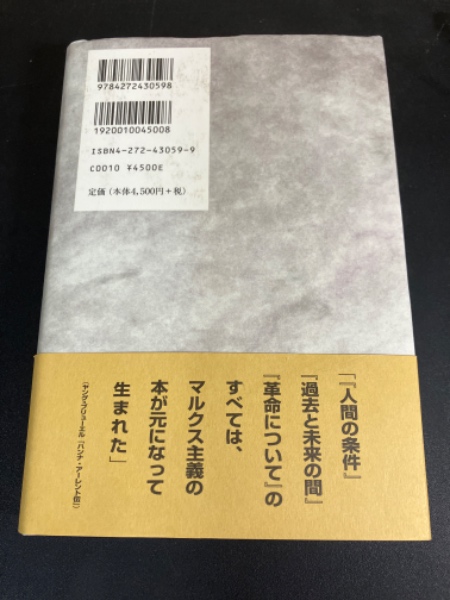 9784272430598
1920010045008
ISBN4-272-43059-9
C0010 ¥4500E
定価(本体4,500円+税)
「『人間の条件』
『過去と未来の間』
『革命について』の
すべては、
マルクス主義の
本が元になって
生まれた」
(ヤング=ブリューエル『ハンナ・アーレント伝』)